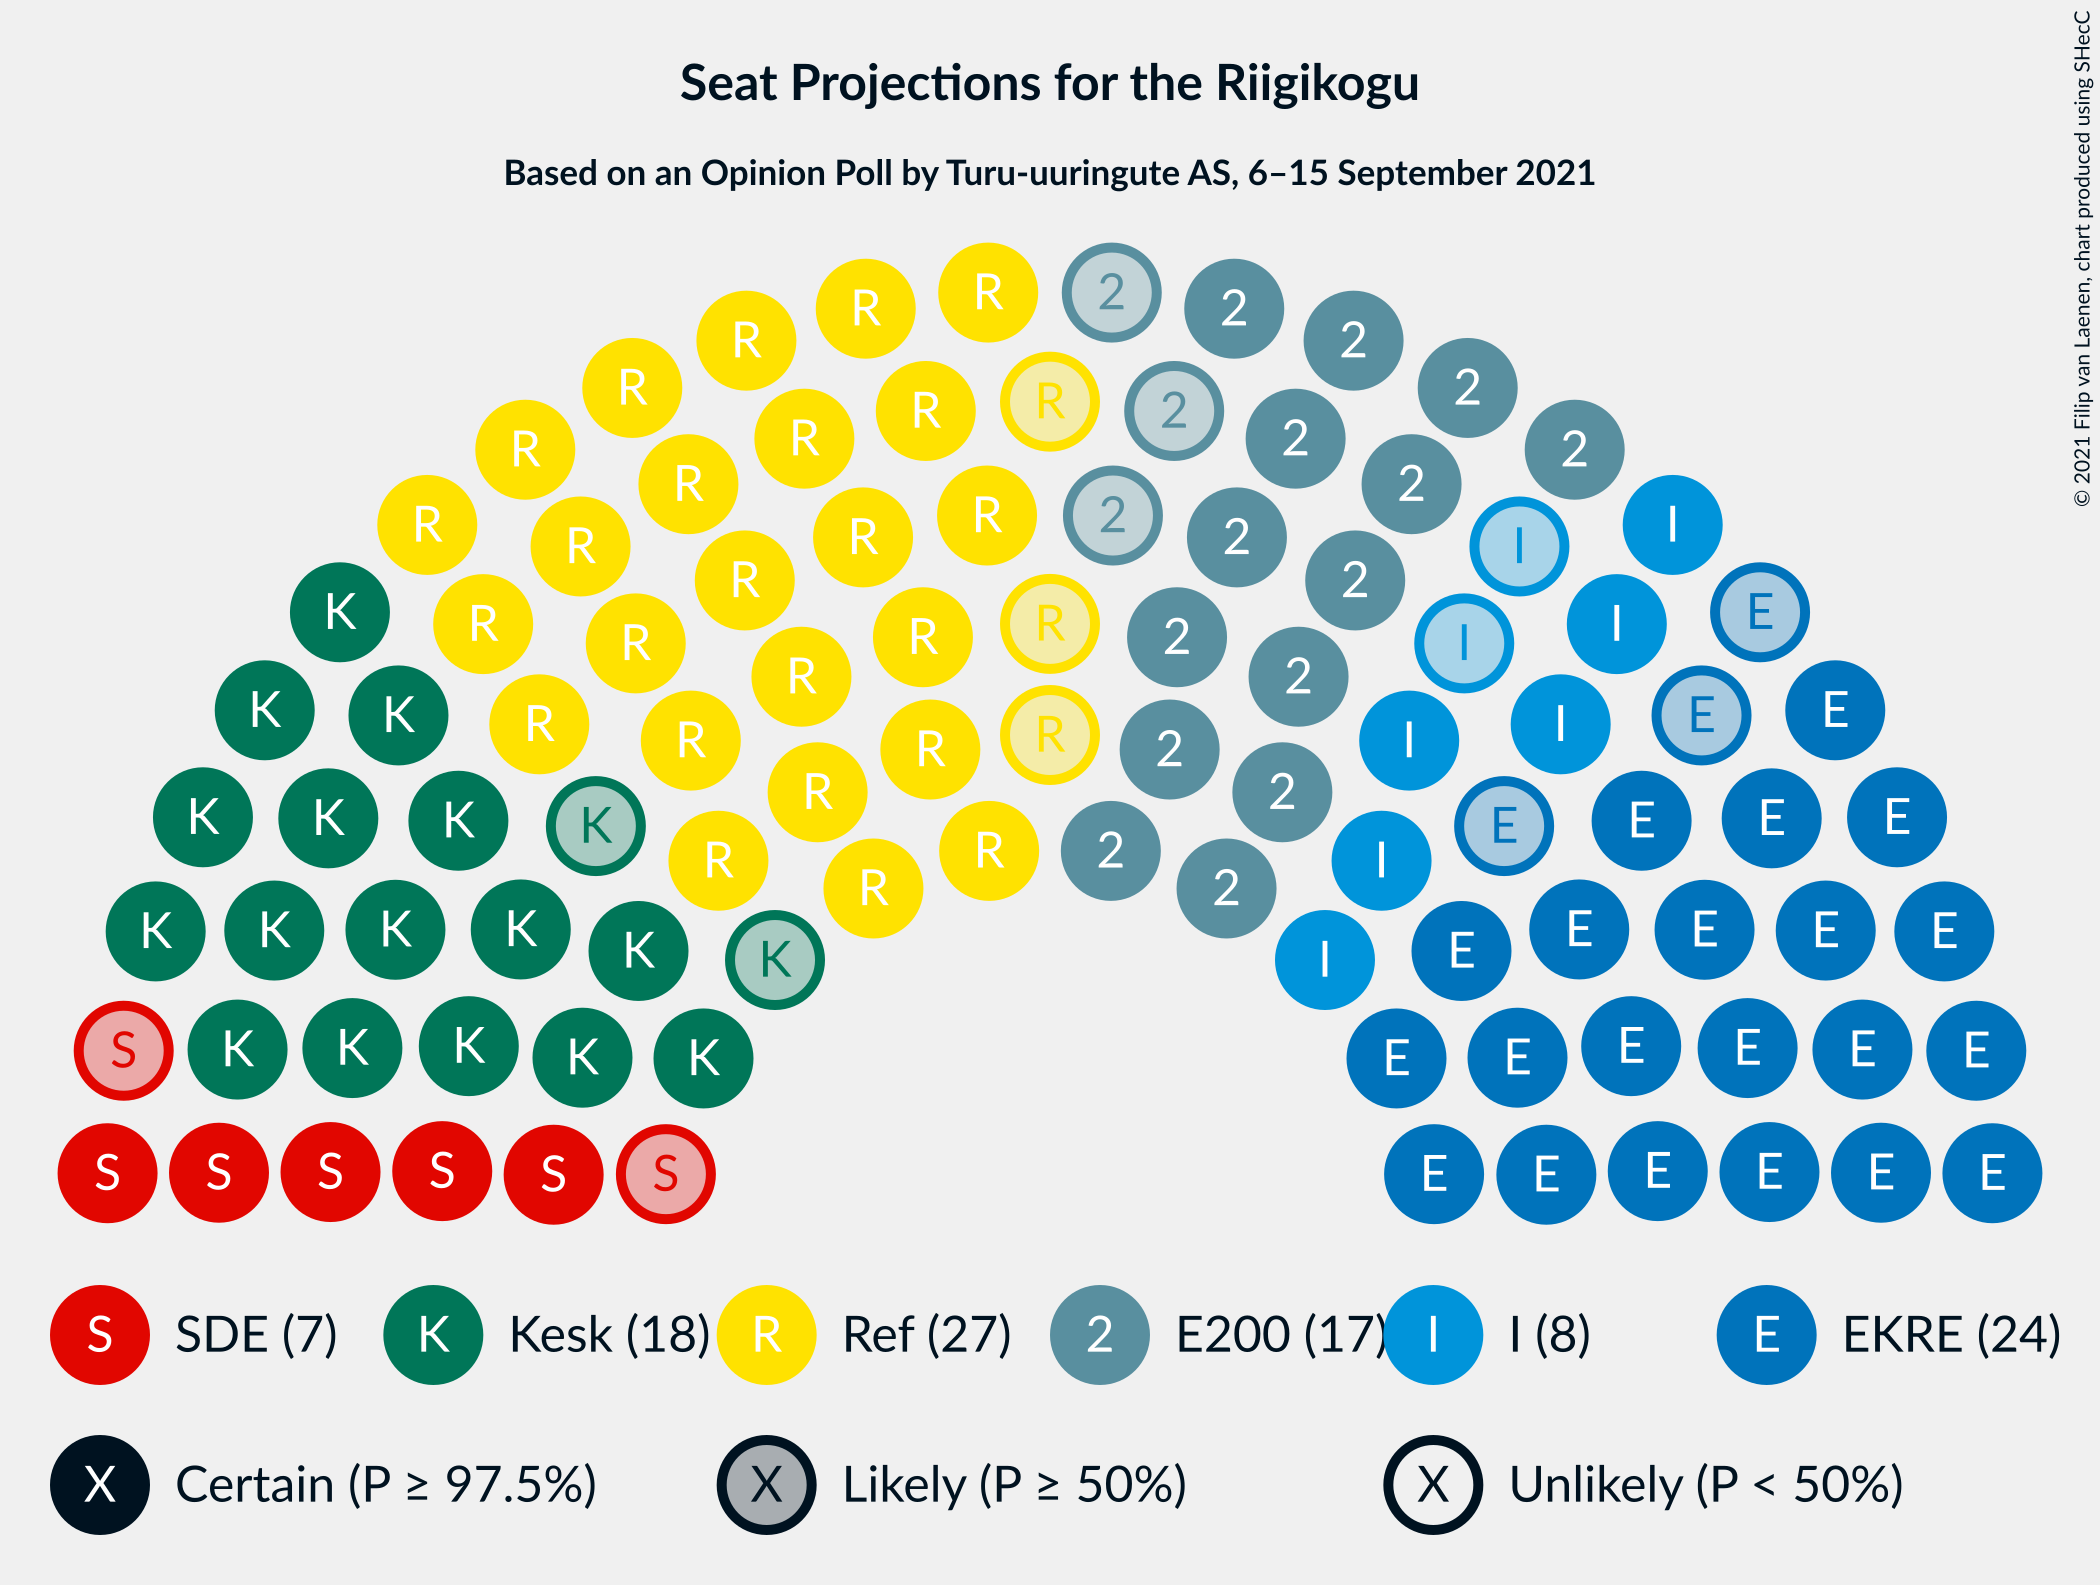 Seat Projections for the Riigikogu
Based on an Opinion Poll by Turu-uuringute AS, 6–15 September 2021
© 2021 Filip van Laenen, chart produced using SHecC
R R 2 2
R R 2 2
R R R 2 2
R R 2 2
R R R 2 2 2
R R 2 I I
R R R 2 2 I
K R R R 2 I I E
K K R R R R 2 2 I I E E
K K K K R R R R 2 2 I E E E E
K K K K K K R R 2 2 I E E E E E
S K K K K K E E E E E E
S S S S S S E E E E E E
S SDE (7) K Kesk (18) R Ref (27) 2 E200 (17) I I (8) E EKRE (24)
X Certain (P ≥ 97.5%) X Likely (P ≥ 50%) X Unlikely (P < 50%)